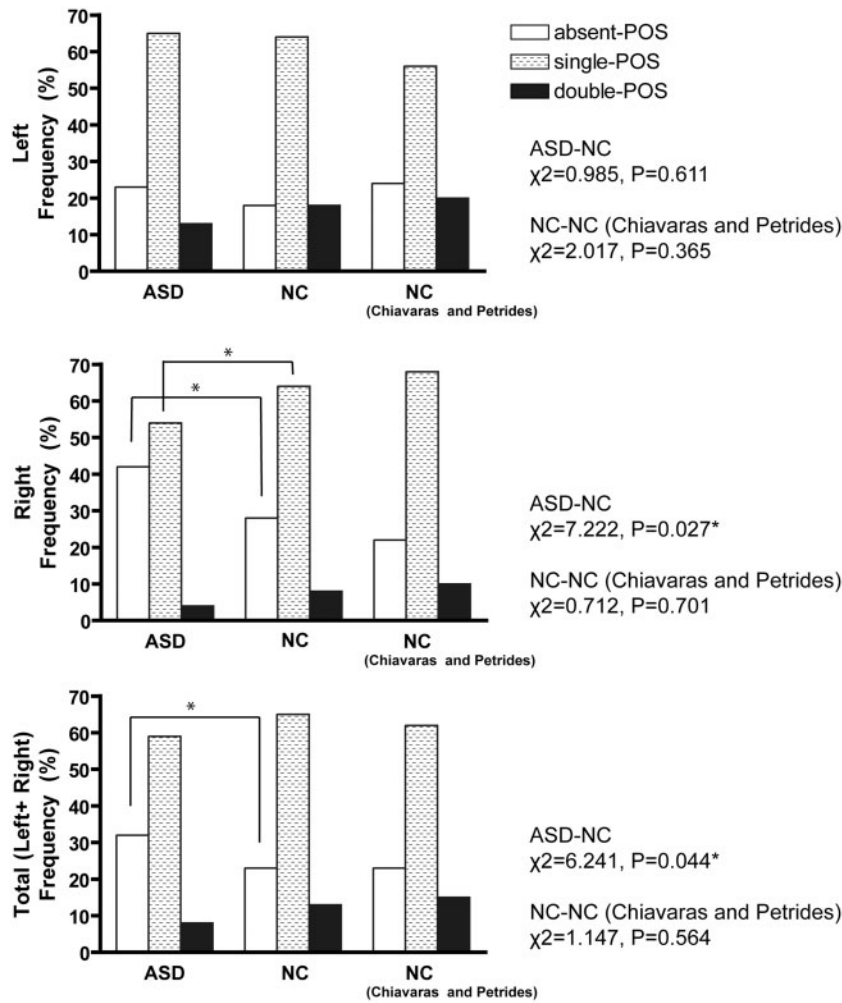 70
60
50
40
30
20
10
0
Left
Frequency (%)
ASD
NC
NC
(Chiavaras and Petrides)
absent-POS
single-POS
double-POS
ASD-NC
χ2=0.985, P=0.611
NC-NC (Chiavaras and Petrides)
χ2=2.017, P=0.365
70
60
50
40
30
20
10
0
Right
Frequency (%)
*
*
ASD
NC
NC
(Chiavaras and Petrides)
ASD-NC
χ2=7.222, P=0.027*
NC-NC (Chiavaras and Petrides)
χ2=0.712, P=0.701
70
60
50
40
30
20
10
0
Total (Left+ Right)
Frequency (%)
*
ASD
NC
NC
(Chiavaras and Petrides)
ASD-NC
χ2=6.241, P=0.044*
NC-NC (Chiavaras and Petrides)
χ2=1.147, P=0.564